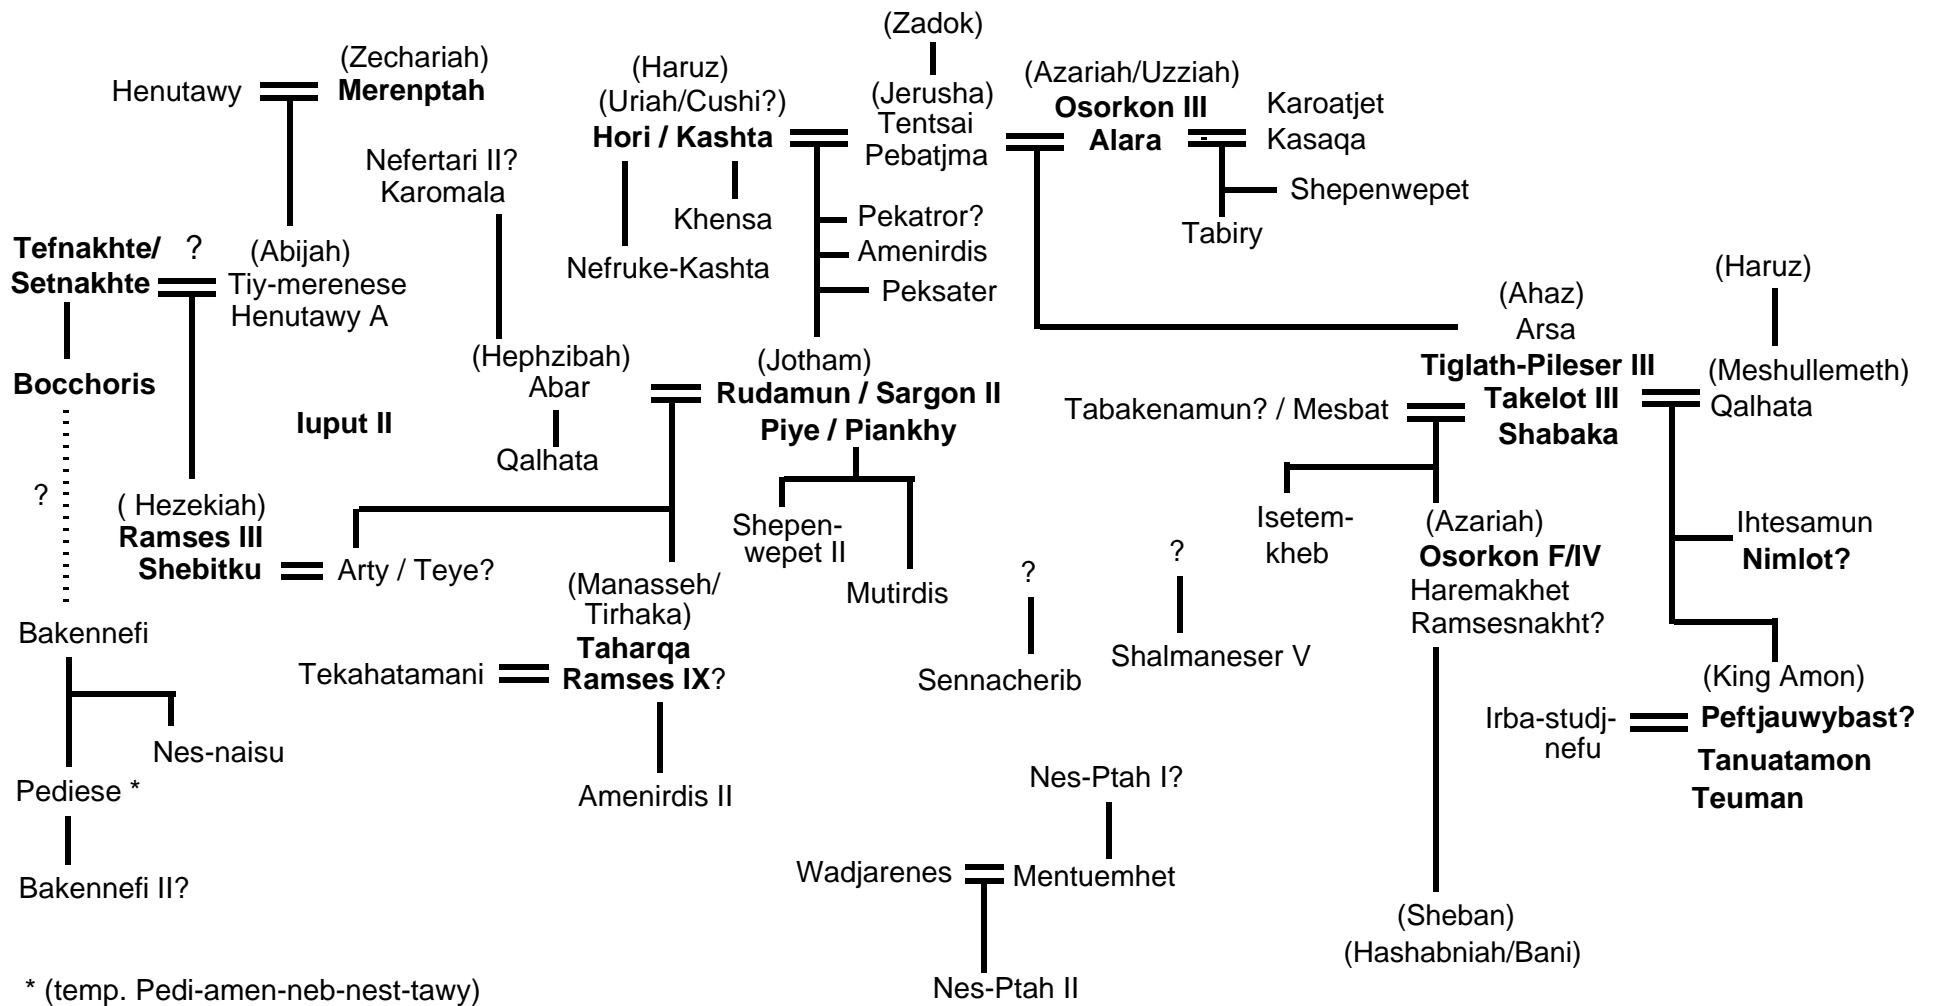 (Zadok)
(Zechariah)
Henutawy
Merenptah
(Haruz)
(Uriah/Cushi?)
Hori / Kashta
(Jerusha)
Tentsai
Pebatjma
(Azariah/Uzziah)
Osorkon III
Alara
Karoatjet
Kasaqa
Nefertari II?
Karomala
Khensa
Nefruke-Kashta
Pekatror?
Amenirdis
Peksater
Shepenwepet
Tabiry
Tefnakhte/
Setnakhte
?
(Abijah)
Tiy-merenese
Henutawy A
(Haruz)
(Ahaz)
Arsa
Tiglath-Pileser III
Takelot III
Shabaka
(Meshullemeth)
Qalhata
Bocchoris
Iuput II
(Hephzibah)
Abar
Qalhata
(Jotham)
Rudamun / Sargon II
Piye / Piankhy
Tabakenamun? / Mesbat
?
( Hezekiah)
Ramses III
Shebitku
Arty / Teye?
Shepen-
wepet II
Mutirdis
Isetem-
kheb
(Azariah)
Osorkon F/IV
Haremakhet
Ramsesnakht?
Ihtesamun
Nimlot?
(Manasseh/
Tirhaka)
Taharqa
Ramses IX?
Tekahatamani
?
Sennacherib
?
Shalmaneser V
Bakennefi
Nes-naisu
Pediese *
Bakennefi II?
Amenirdis II
(King Amon)
Irba-studj-
nefu
Peftjauwybast?
Tanuatamon
Teuman
Nes-Ptah I?
Wadjarenes
Mentuemhet
Nes-Ptah II
(Sheban)
(Hashabniah/Bani)
* (temp. Pedi-amen-neb-nest-tawy)